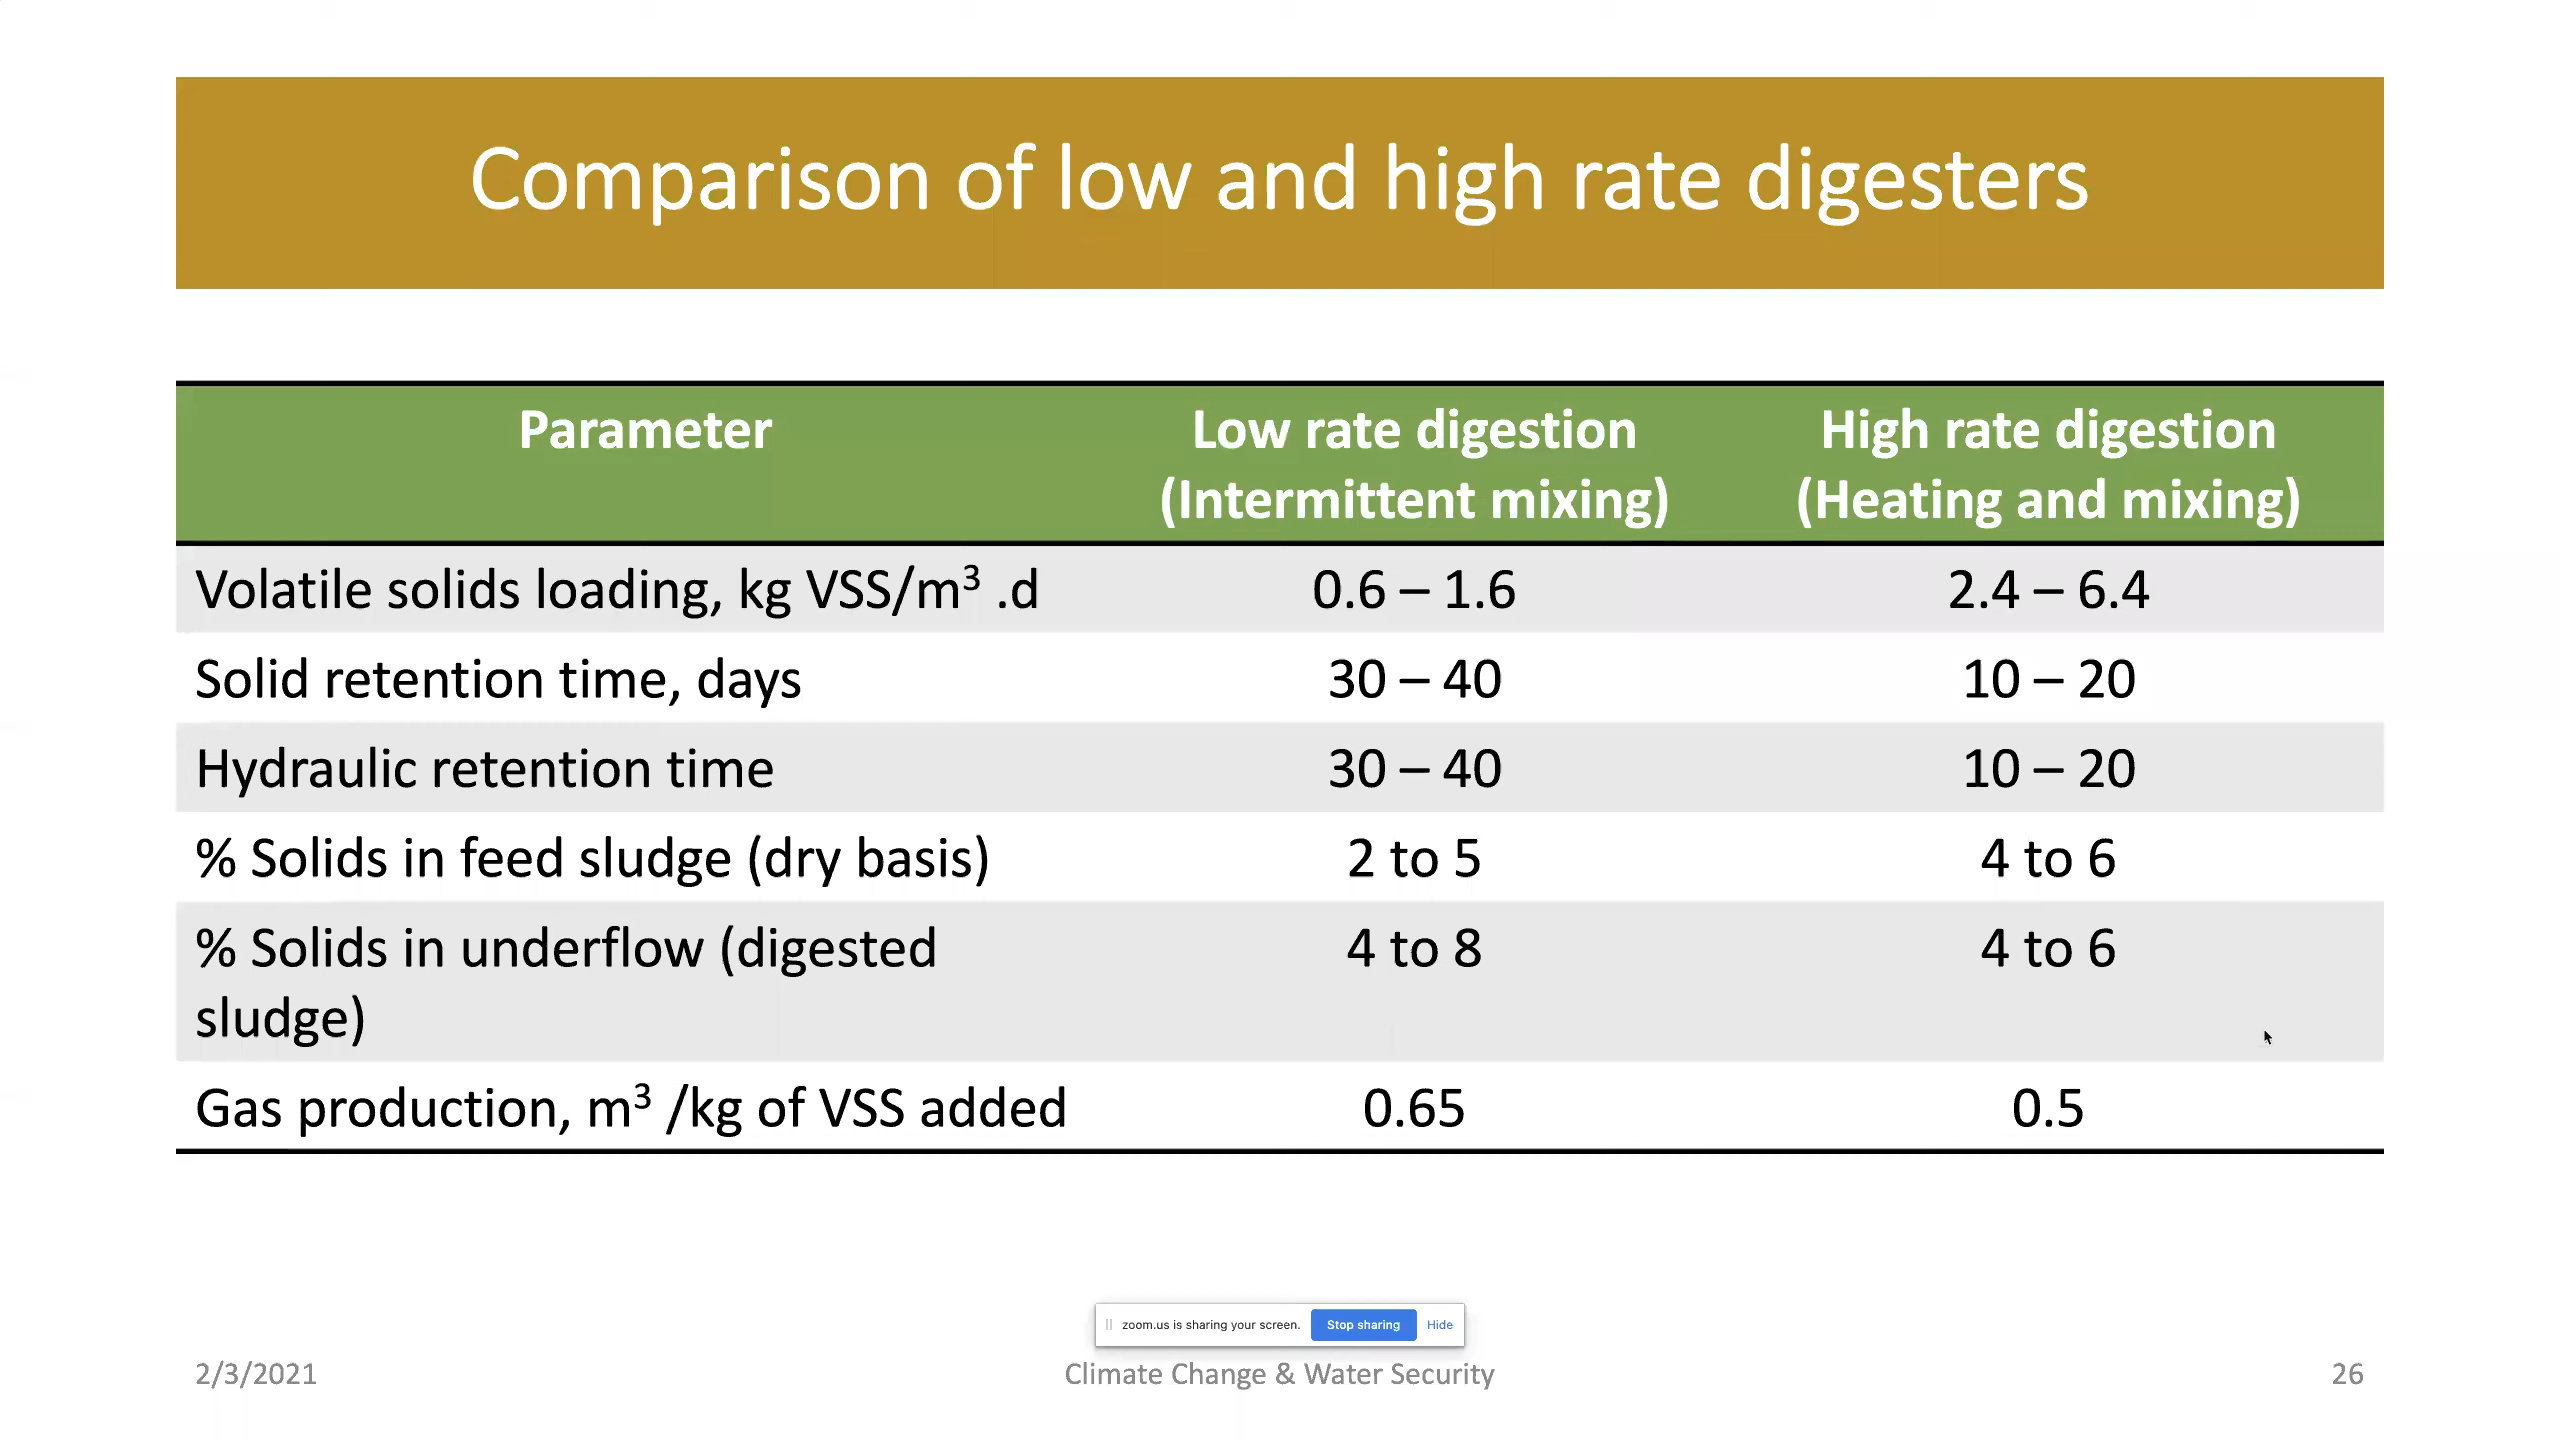 Comparison of low and high rate digesters
Parameter
Low rate digestion
(Intermittent mixing)
High rate digestion
(Heating and mixing)
Volatile solids loading, kg VSS/m³ .d
0.6 – 1.6
2.4 – 6.4
Solid retention time, days
30 – 40
10 – 20
Hydraulic retention time
30 – 40
10 – 20
% Solids in feed sludge (dry basis)
2 to 5
4 to 6
% Solids in underflow (digested
sludge)
4 to 8
4 to 6
Gas production, m³ /kg of VSS added
0.65
0.5
zoom.us is sharing your screen.
Stop sharing
Hide
2/3/2021
Climate Change & Water Security
26